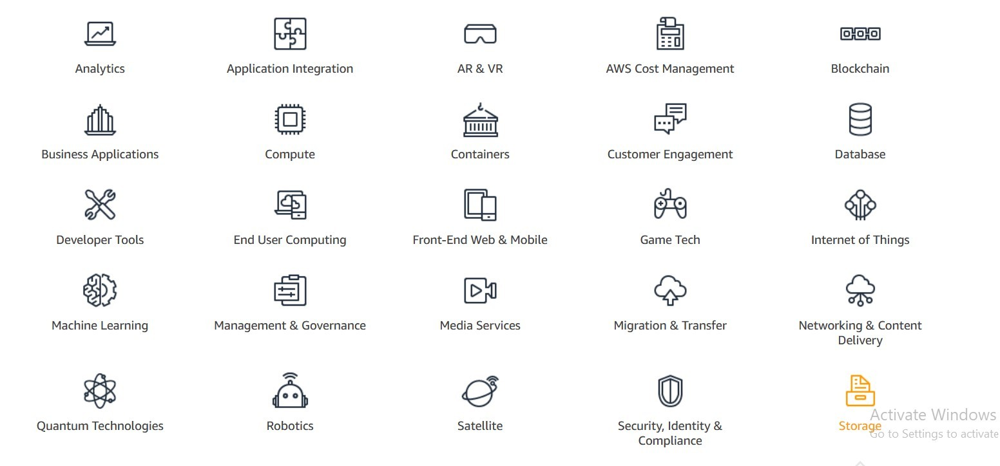 Analytics
Application Integration
AR & VR
AWS Cost Management
Blockchain
Business Applications
Compute
Containers
Customer Engagement
Database
Developer Tools
End User Computing
Front-End Web & Mobile
Game Tech
Internet of Things
Machine Learning
Management & Governance
Media Services
Migration & Transfer
Networking & Content
Delivery
Quantum Technologies
Robotics
Satellite
Security, Identity &
Compliance
Storage
Activate Windows
Go to Settings to activate